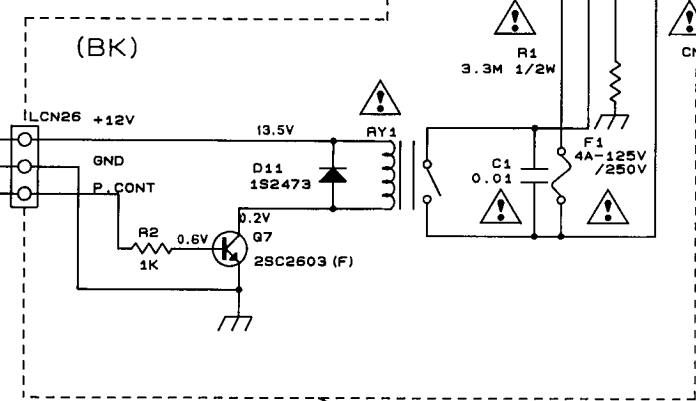 (BK)
R1
3.3M 1/2W
LCN26
+12V
13.5V
RY1
F1
4A-125V
/250V
GND
D11
1S2473
C1
0.01
P.CONT
0.2V
R2
0.6V
Q7
1K
2SC2603 (F)